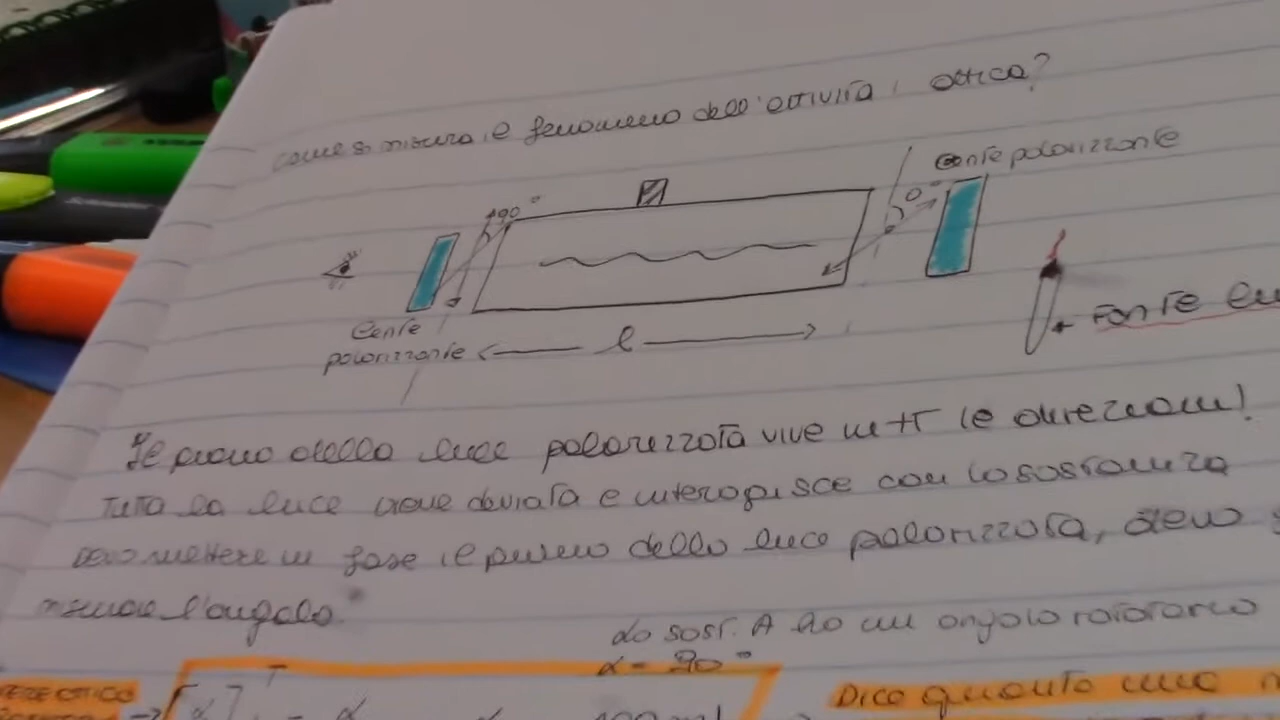 come si misura il fenomeno dell'attività ottica?
lente polarizzante
+90°
0°
lente
polarizzante
l
Fonte
Il piano della luce polarizzata vive in tt le direzioni!
Tutta la luce viene deviata e interagisce con la sostanza
devo mettere in fase il piano della luce polarizzata, devo
misurare l'angolo.
la sost. A ha un angolo rotatorio
α = 90°
[α] T = α
Dico quanto una